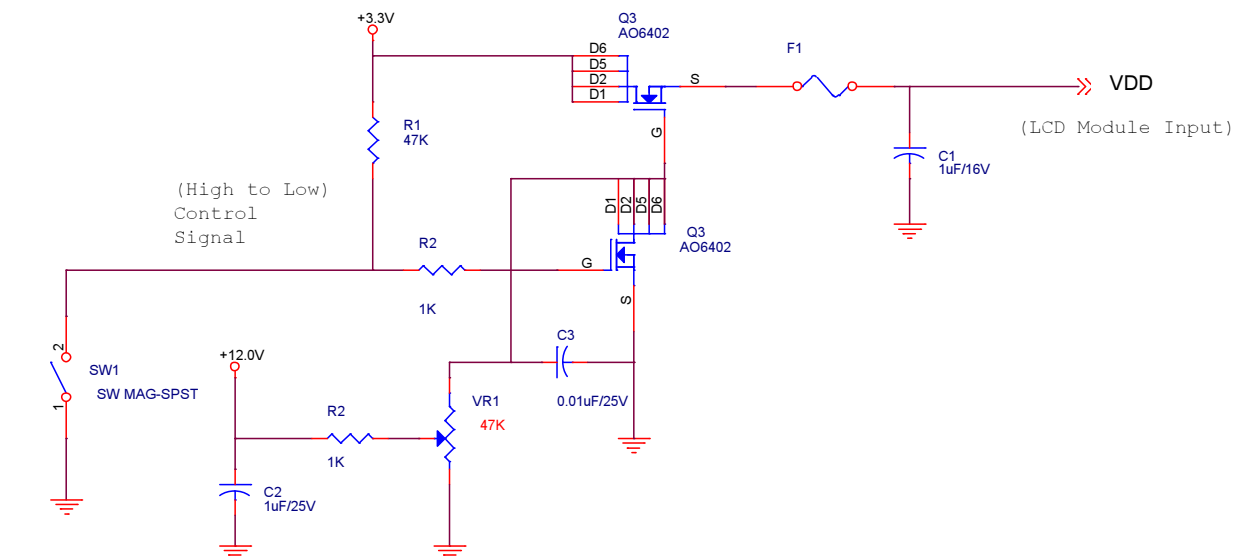 +3.3V
Q3
AO6402
F1
D6
D5
D2
D1
S
VDD
G
(LCD Module Input)
R1
47K
C1
1uF/16V
(High to Low)
Control
Signal
D1
D2
D5
D6
Q3
AO6402
R2
G
1K
S
2
SW1
SW MAG-SPST
1
+12.0V
C3
0.01uF/25V
R2
1K
VR1
47K
C2
1uF/25V